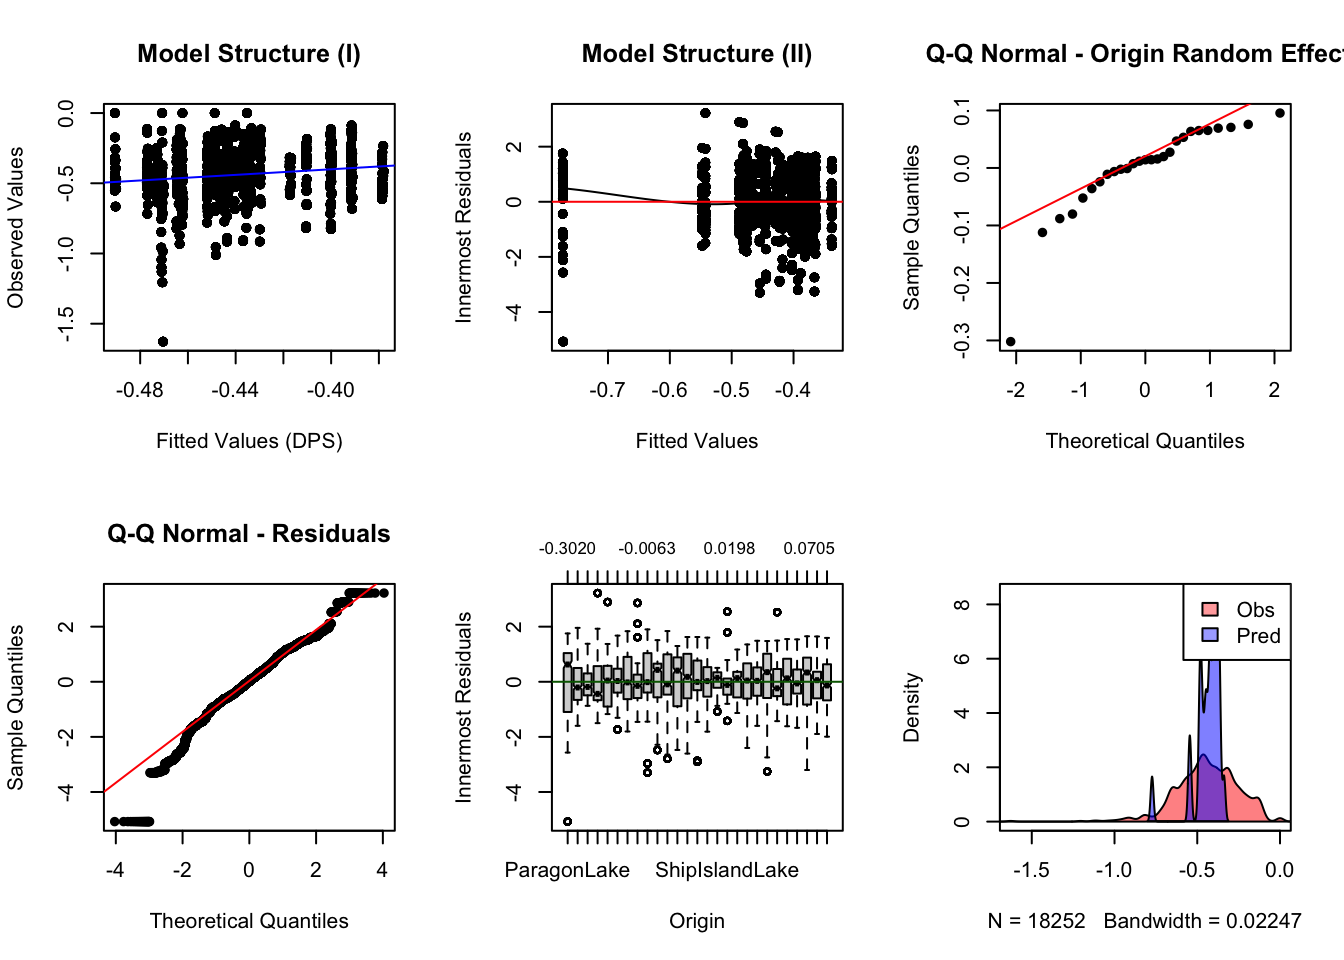 Model Structure (I)
Observed Values
0.0
-0.5
-1.0
-1.5
-0.48
-0.44
-0.40
Fitted Values (DPS)
Model Structure (II)
Innermost Residuals
2
0
-2
-4
-0.7
-0.6
-0.5
-0.4
Fitted Values
Q-Q Normal - Origin Random Effect
Sample Quantiles
0.1
0.0
-0.1
-0.2
-0.3
-2
-1
0
1
2
Theoretical Quantiles
Q-Q Normal - Residuals
Sample Quantiles
2
0
-2
-4
-4
-2
0
2
4
Theoretical Quantiles
-0.3020
-0.0063
0.0198
0.0705
Innermost Residuals
2
0
-2
-4
ParagonLake
ShipIslandLake
Origin
Density
8
6
4
2
0
Obs
Pred
-1.5
-1.0
-0.5
0.0
N = 18252 Bandwidth = 0.02247